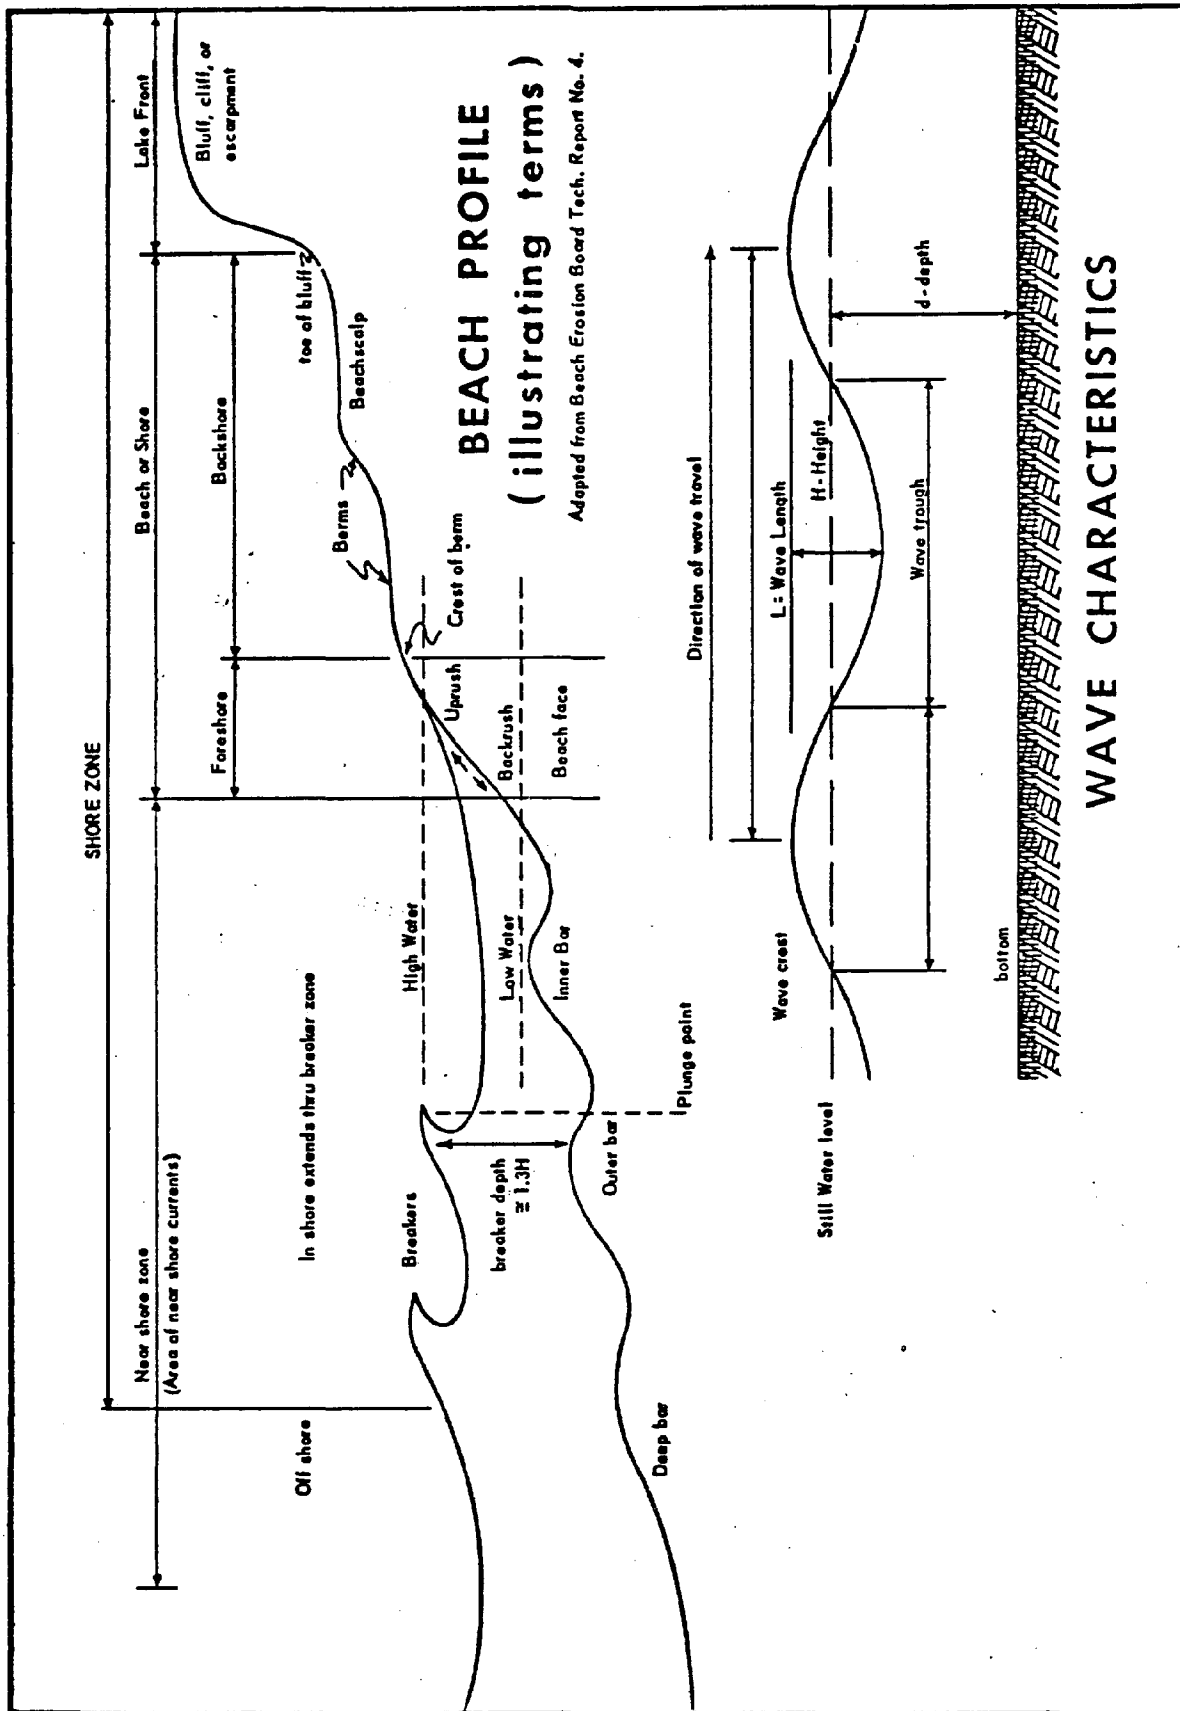 SHORE ZONE
Near shore zone
(Area of near shore currents)
Beach or Shore
Lake Front
Foreshore
Backshore
Off shore
In shore extends thru breaker zone
Bluff, cliff, or
escarpment
toe of bluff
Beachscalp
Berms
Crest of berm
Breakers
High Water
Uprush
Backrush
Low Water
Beach face
breaker depth
≅ 1.3H
Inner Bar
Outer bar
Plunge point
Deep bar
BEACH PROFILE
(illustrating terms)
Adapted from Beach Erosion Board Tech. Report No. 4.
Direction of wave travel
L = Wave Length
Wave crest
H-Height
Still Water level
Wave trough
d-depth
bottom
WAVE CHARACTERISTICS